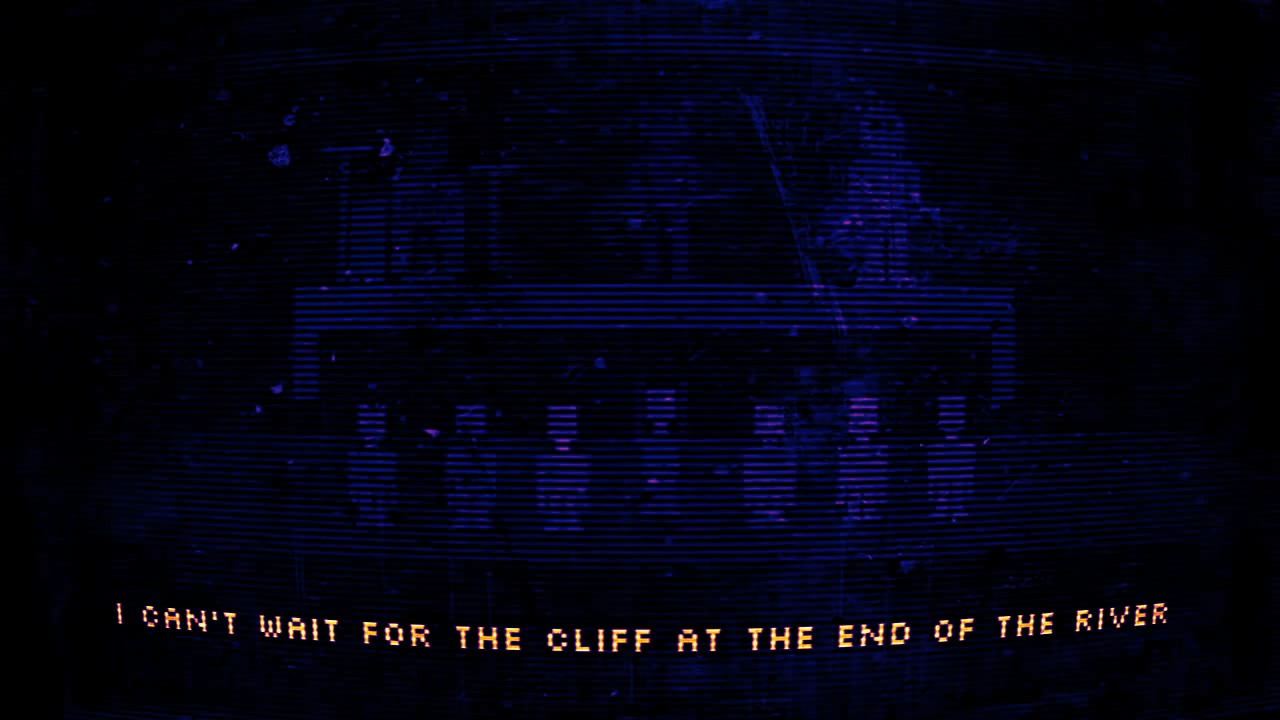 I CAN'T WAIT FOR THE CLIFF AT THE END OF THE RIVER